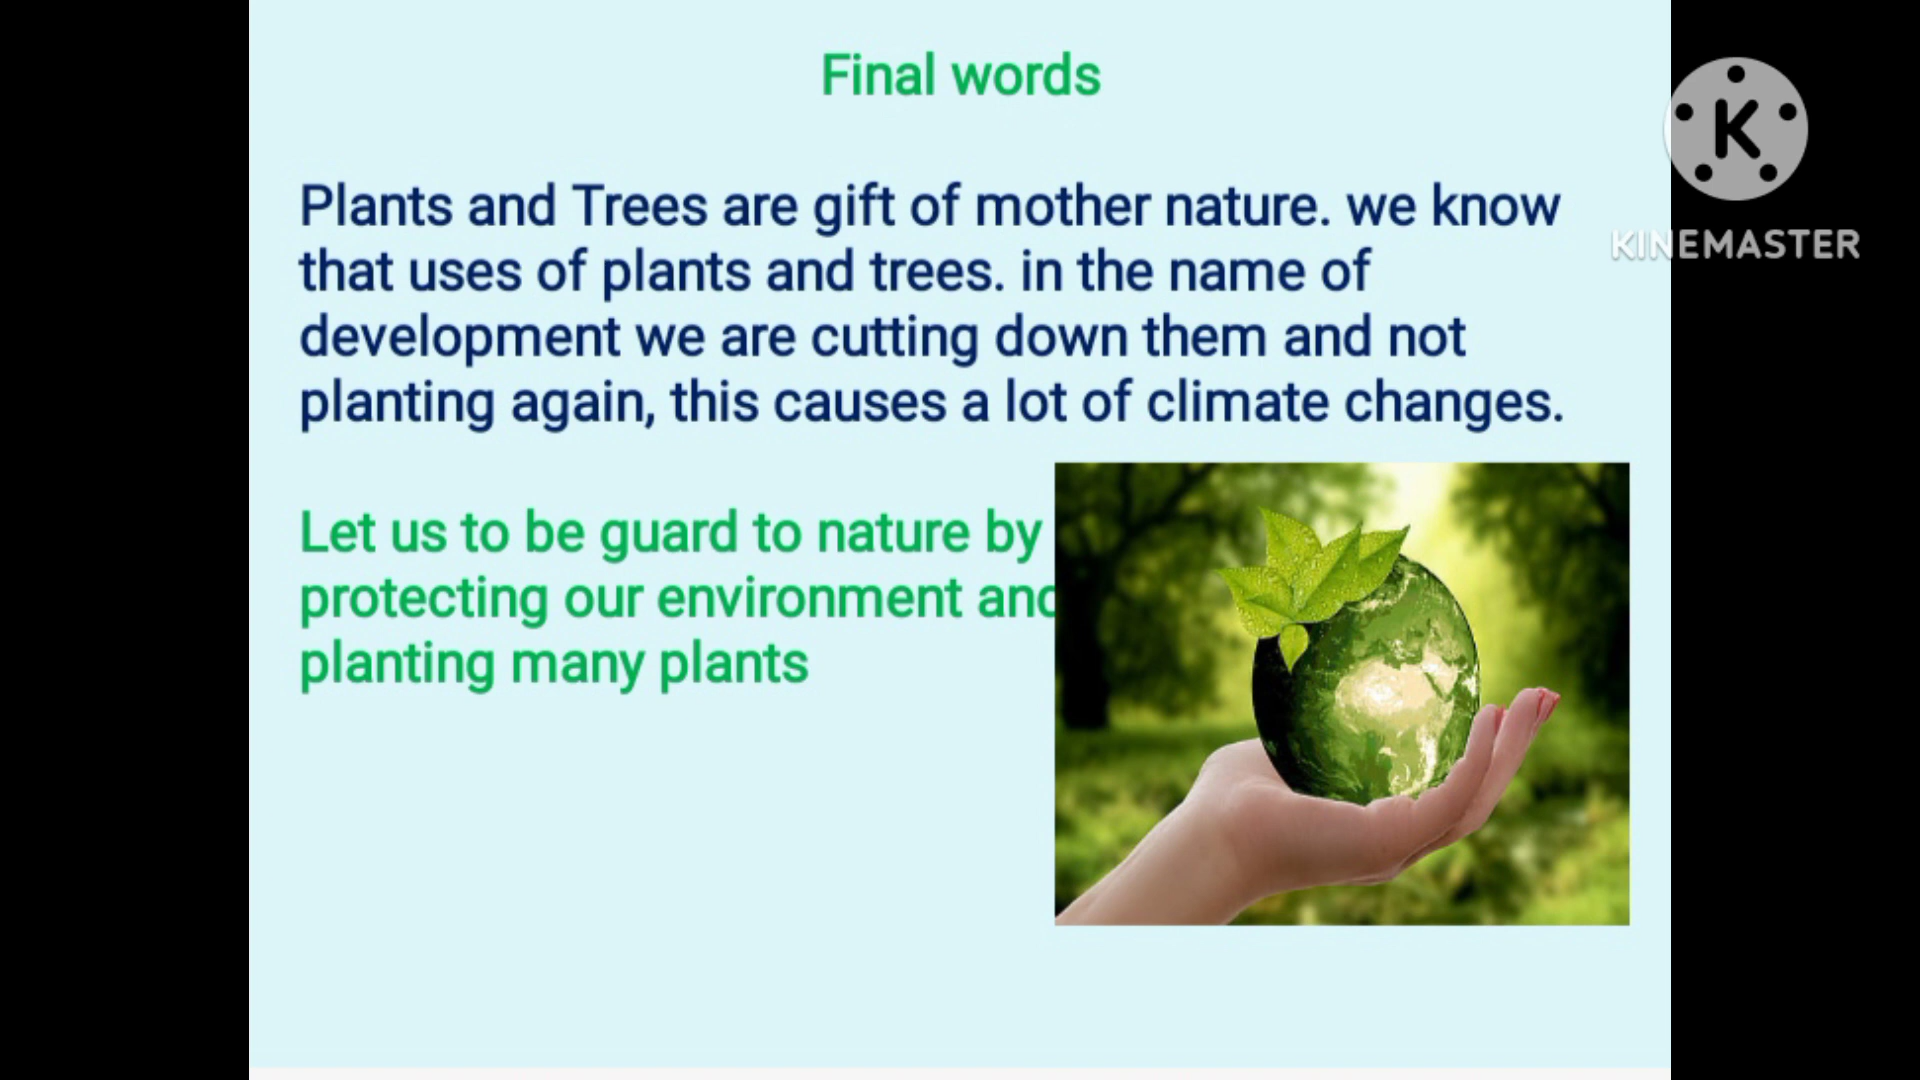 Final words
Plants and Trees are gift of mother nature. we know
that uses of plants and trees. in the name of
development we are cutting down them and not
planting again, this causes a lot of climate changes.
Let us to be guard to nature by
protecting our environment and
planting many plants
K
KINEMASTER